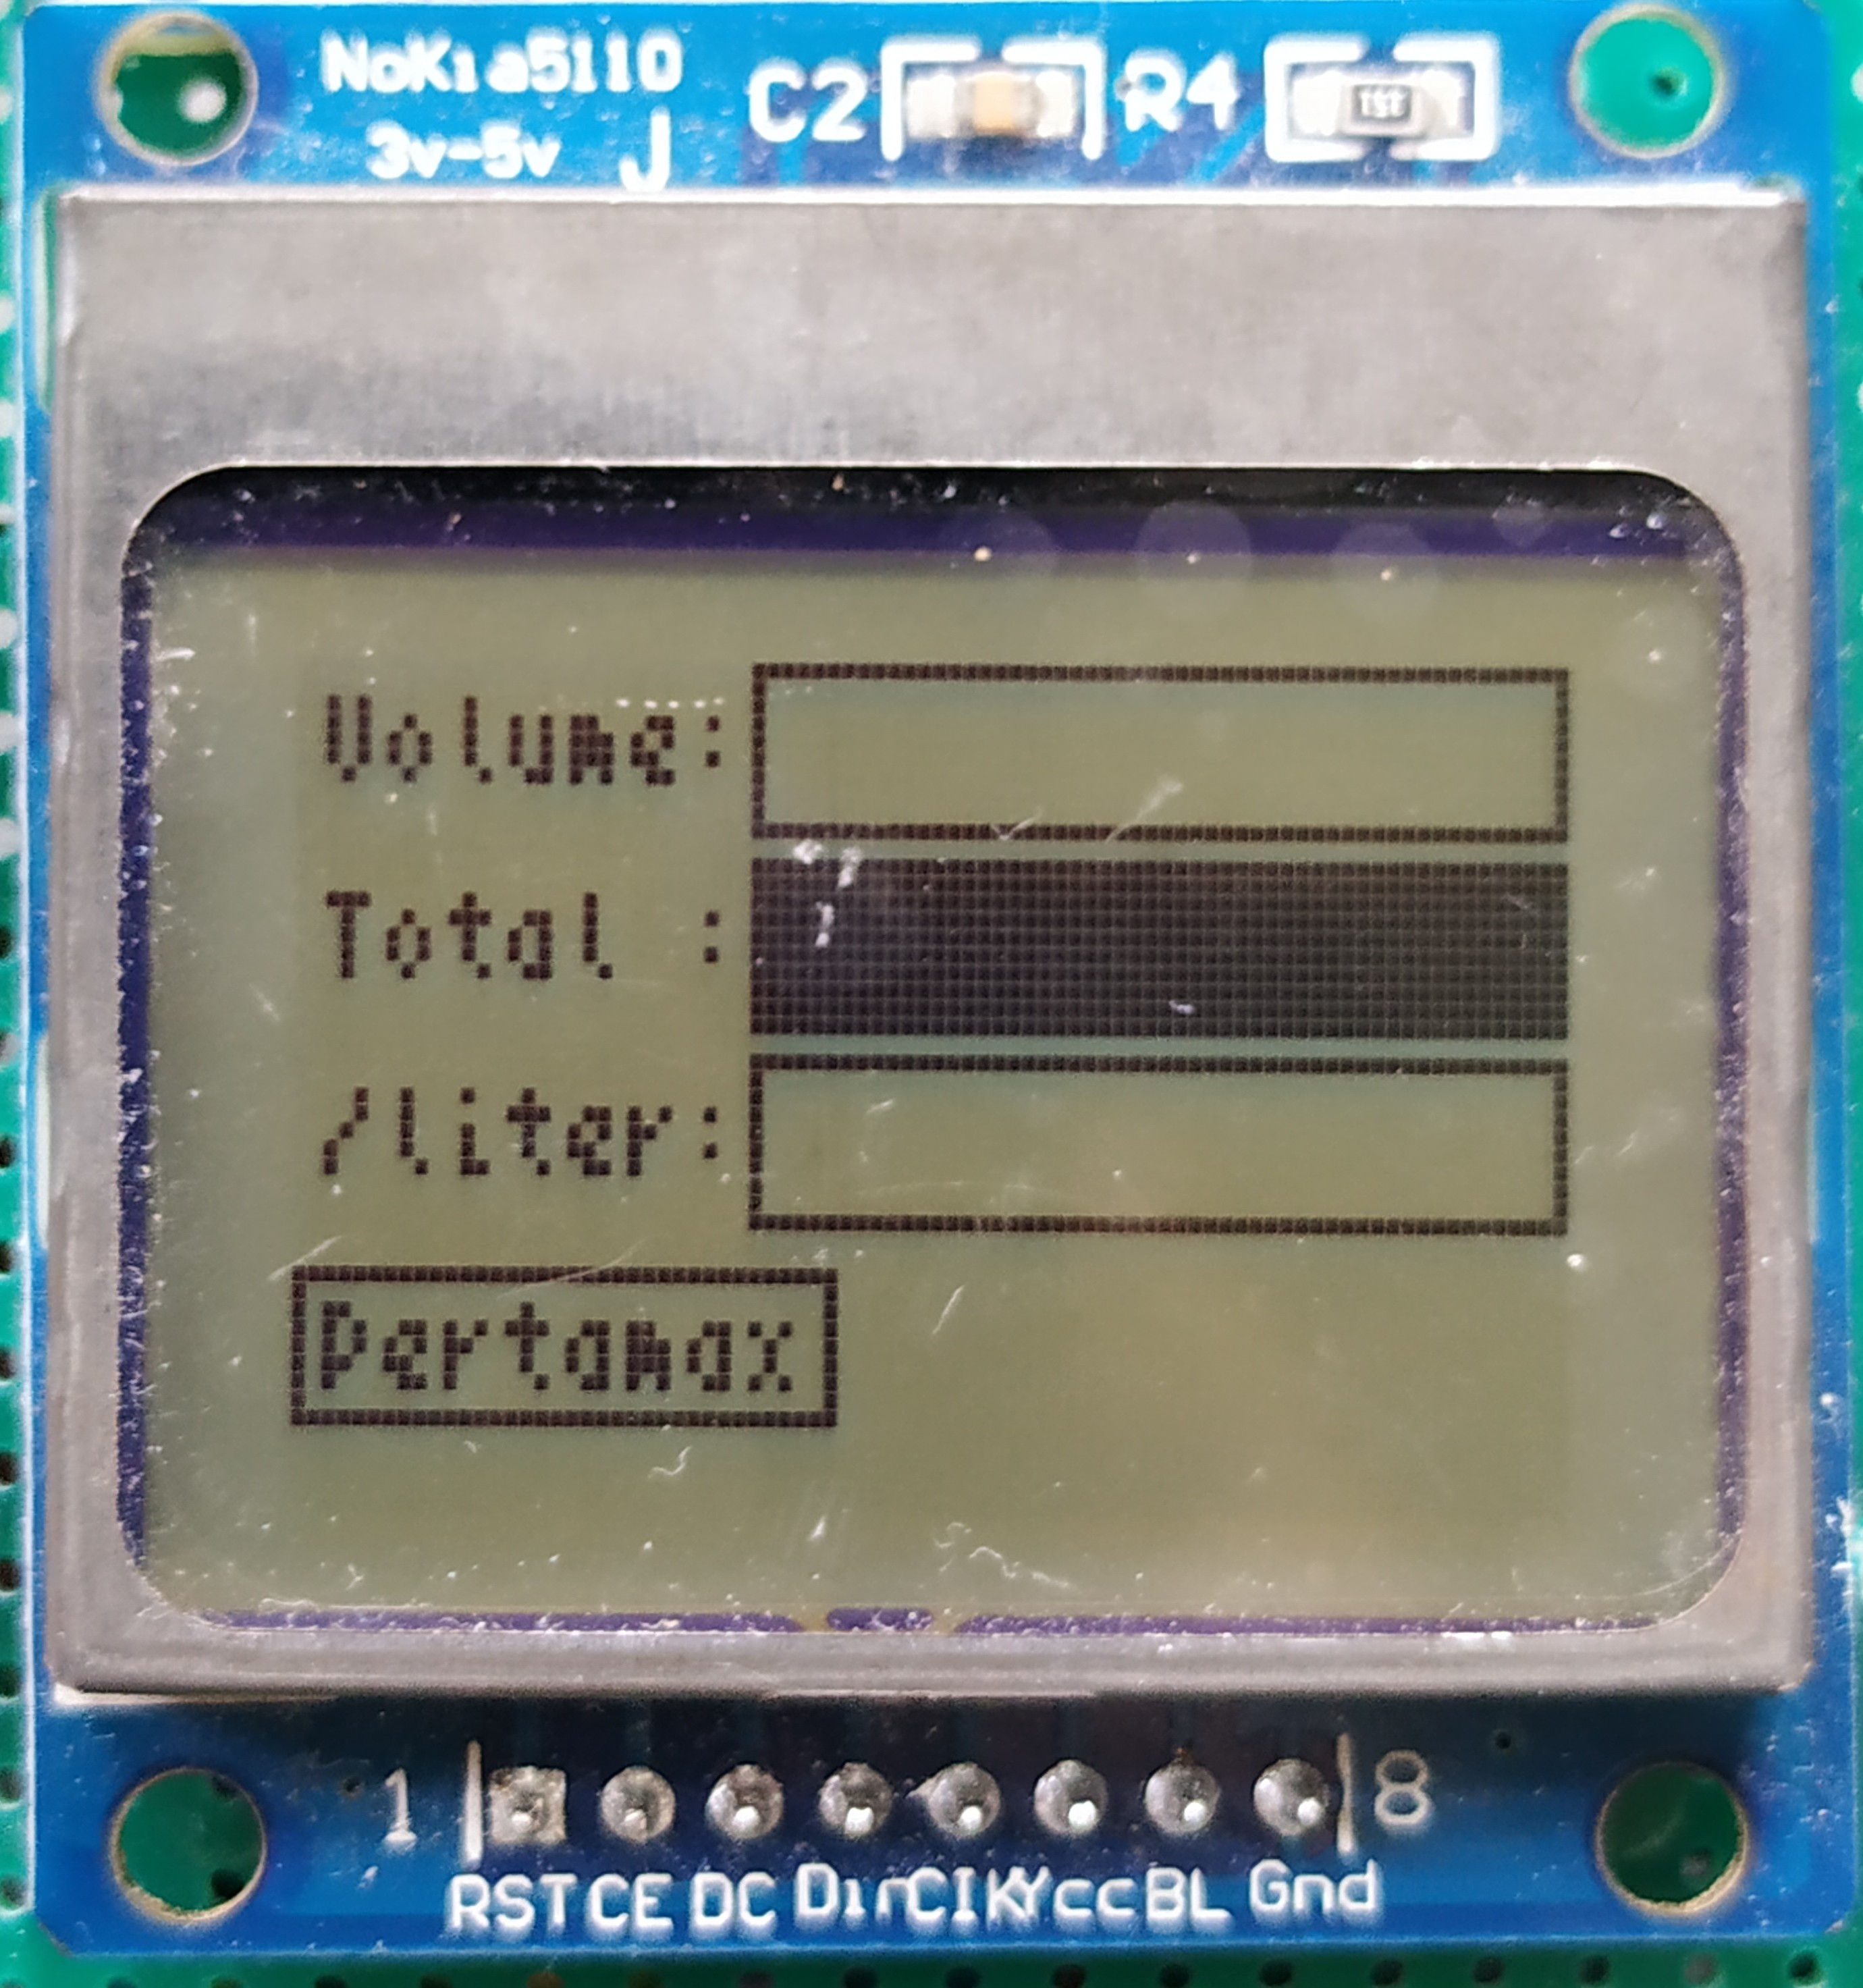 NoKia5110
3v-5v
C2
R4
151
Volume:
Total :
/liter:
Pertamax
1
8
RST CE DC Din ClK Vcc BL Gnd